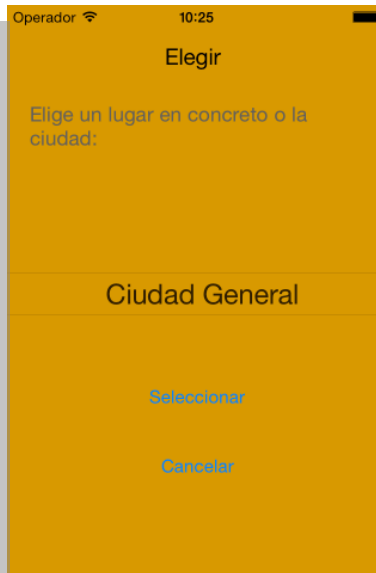 Operador 10:25
Elegir
Elige un lugar en concreto o la
ciudad:
Ciudad General
Seleccionar
Cancelar